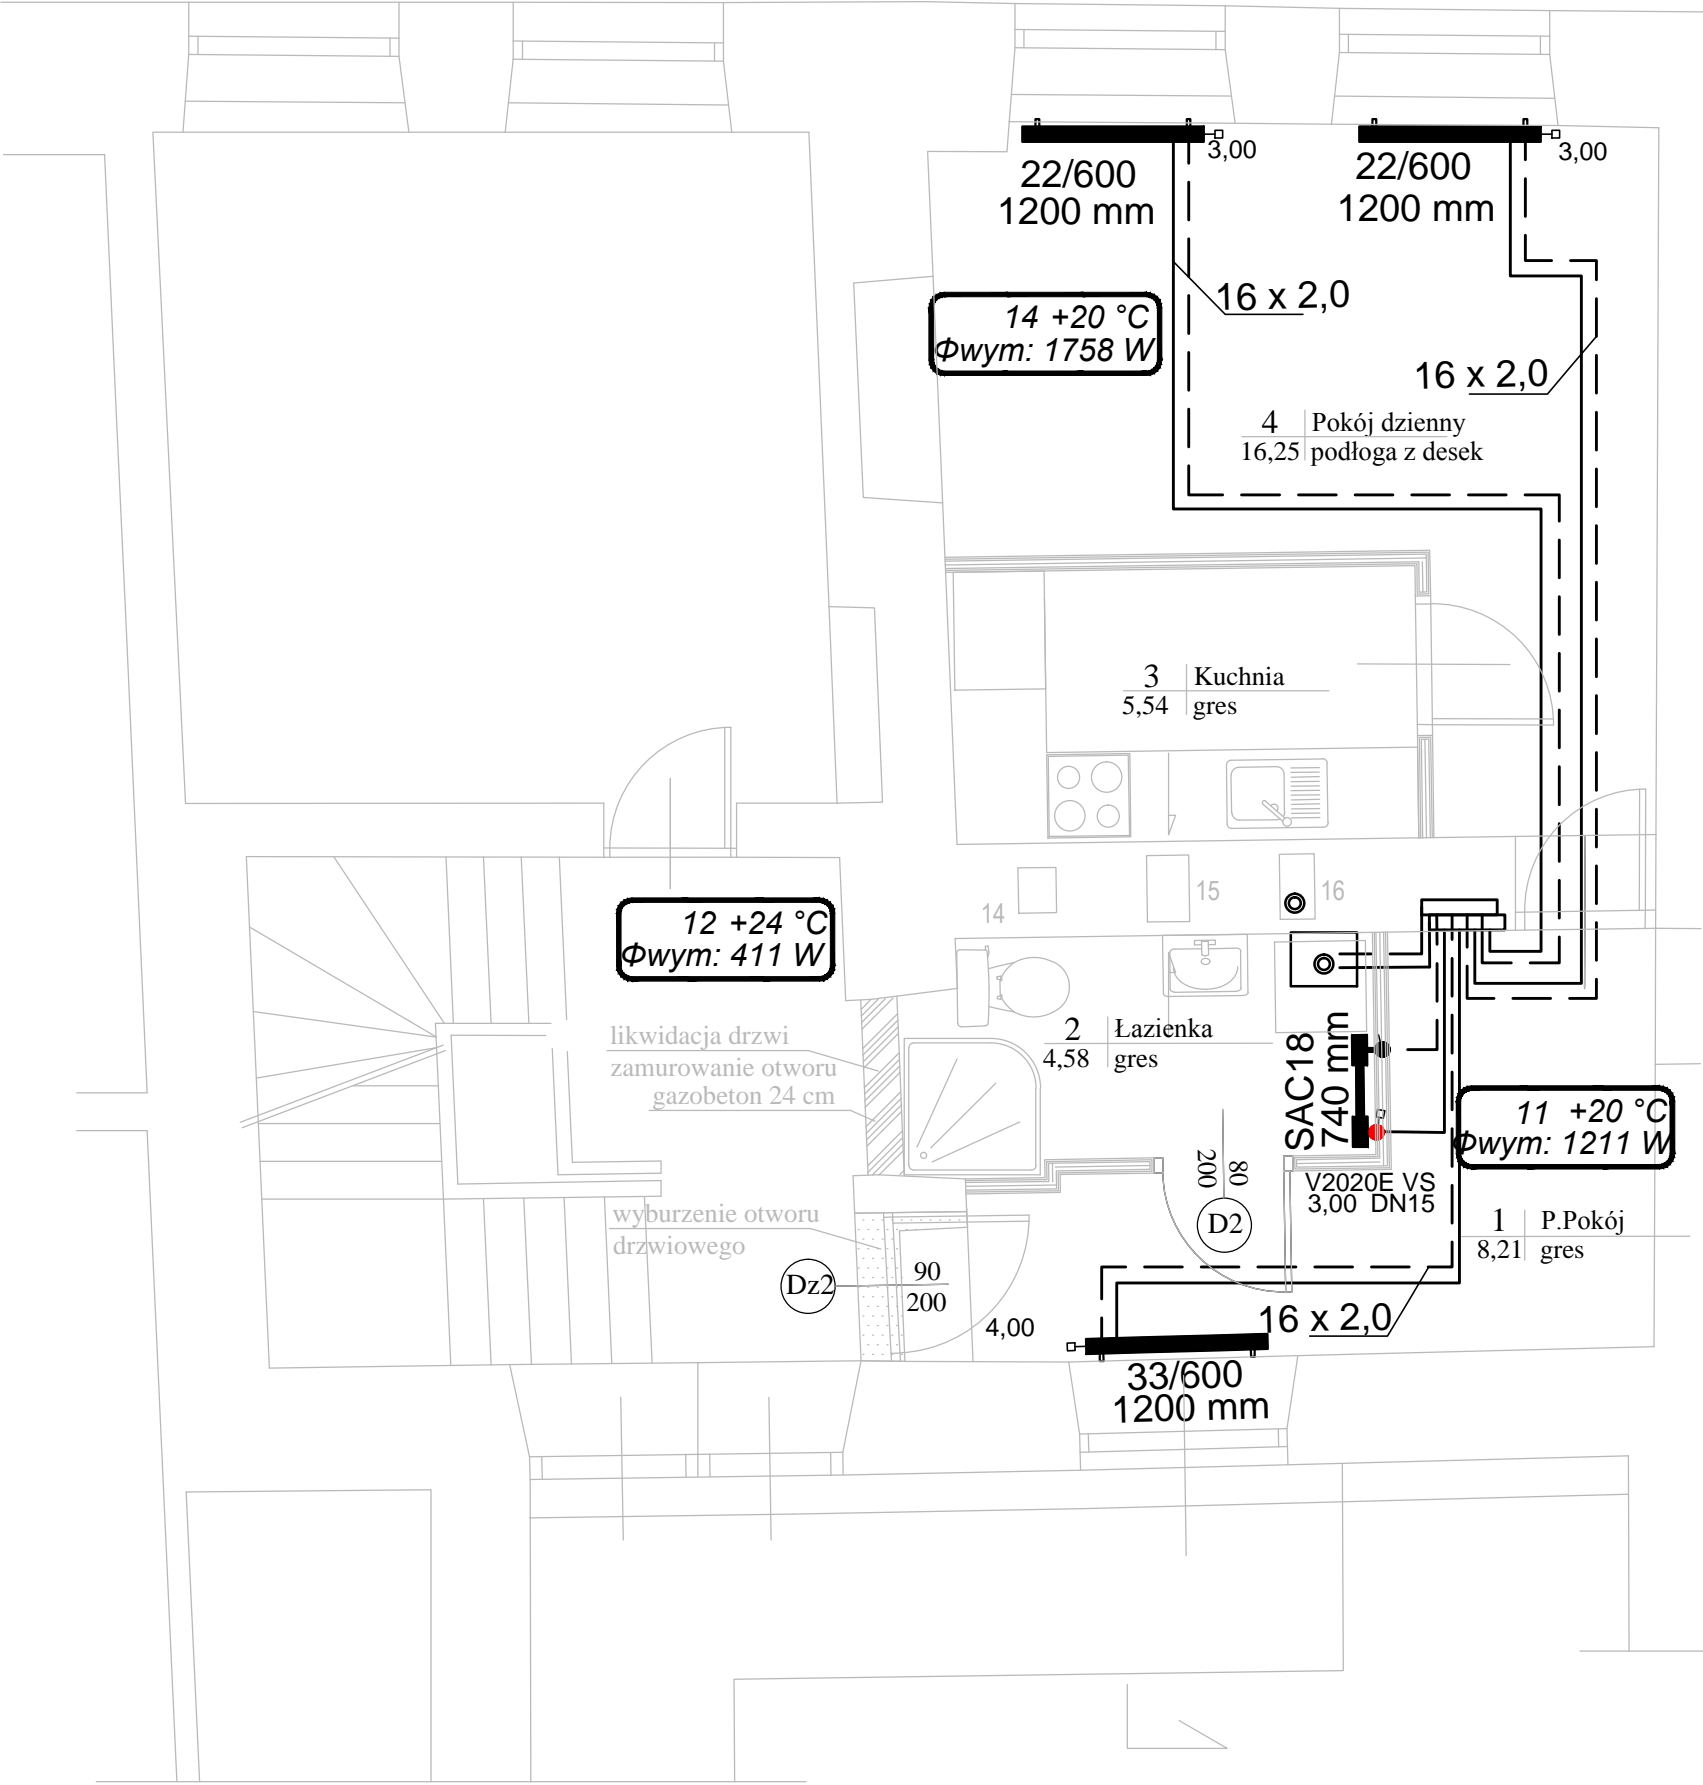 3,00
3,00
22/600
1200 mm
22/600
1200 mm
14 +20 °C
Φwym: 1758 W
16 x 2,0
16 x 2,0
4 Pokój dzienny
16,25 podłoga z desek
3 Kuchnia
5,54 gres
14
15
16
12 +24 °C
Φwym: 411 W
likwidacja drzwi
zamurowanie otworu
gazobeton 24 cm
2 Łazienka
4,58 gres
SAC18
740 mm
11 +20 °C
Φwym: 1211 W
80
200
D2
V2020E VS
3,00 DN15
1 P.Pokój
8,21 gres
wyburzenie otworu
drzwiowego
Dz2
90
200
4,00
16 x 2,0
33/600
1200 mm